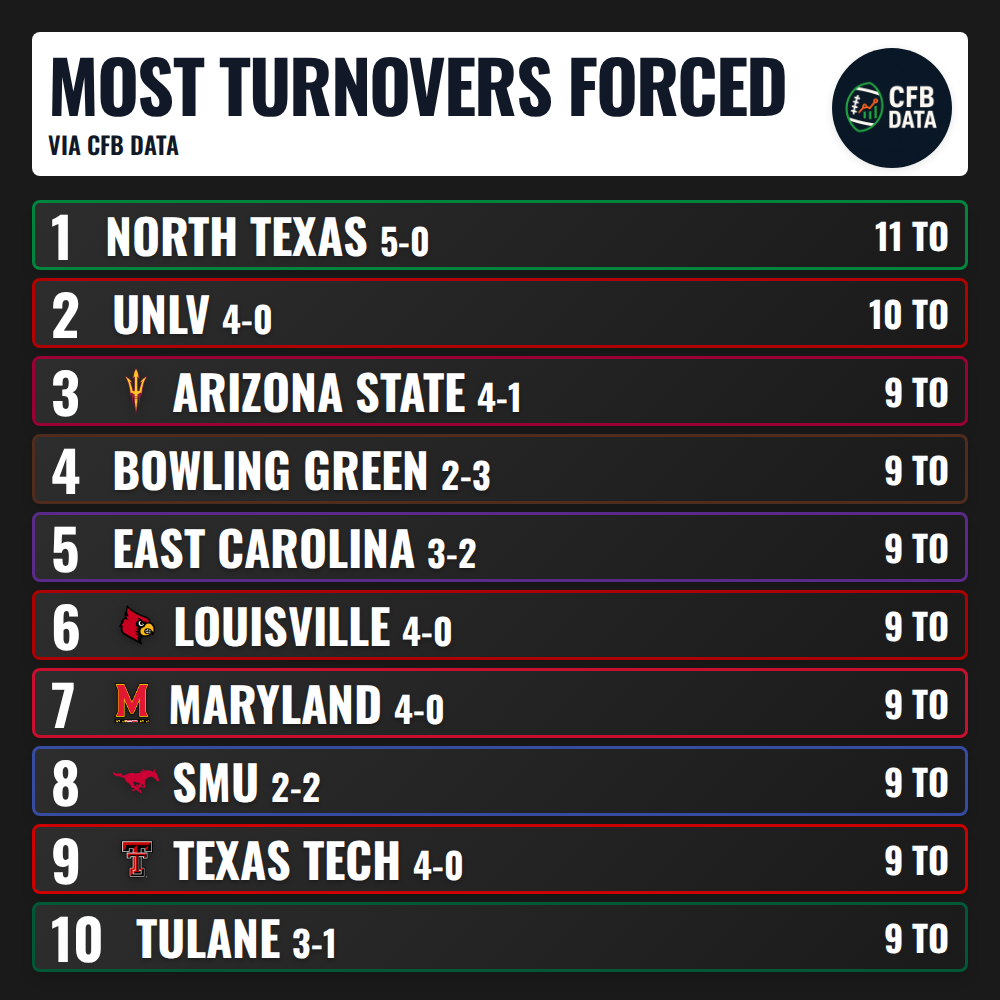 MOST TURNOVERS FORCED
VIA CFB DATA
CFB
DATA
1 NORTH TEXAS 5-0 11 TO
2 UNLV 4-0 10 TO
3 ARIZONA STATE 4-1 9 TO
4 BOWLING GREEN 2-3 9 TO
5 EAST CAROLINA 3-2 9 TO
6 LOUISVILLE 4-0 9 TO
7 M MARYLAND 4-0 9 TO
8 SMU 2-2 9 TO
9 TEXAS TECH 4-0 9 TO
10 TULANE 3-1 9 TO